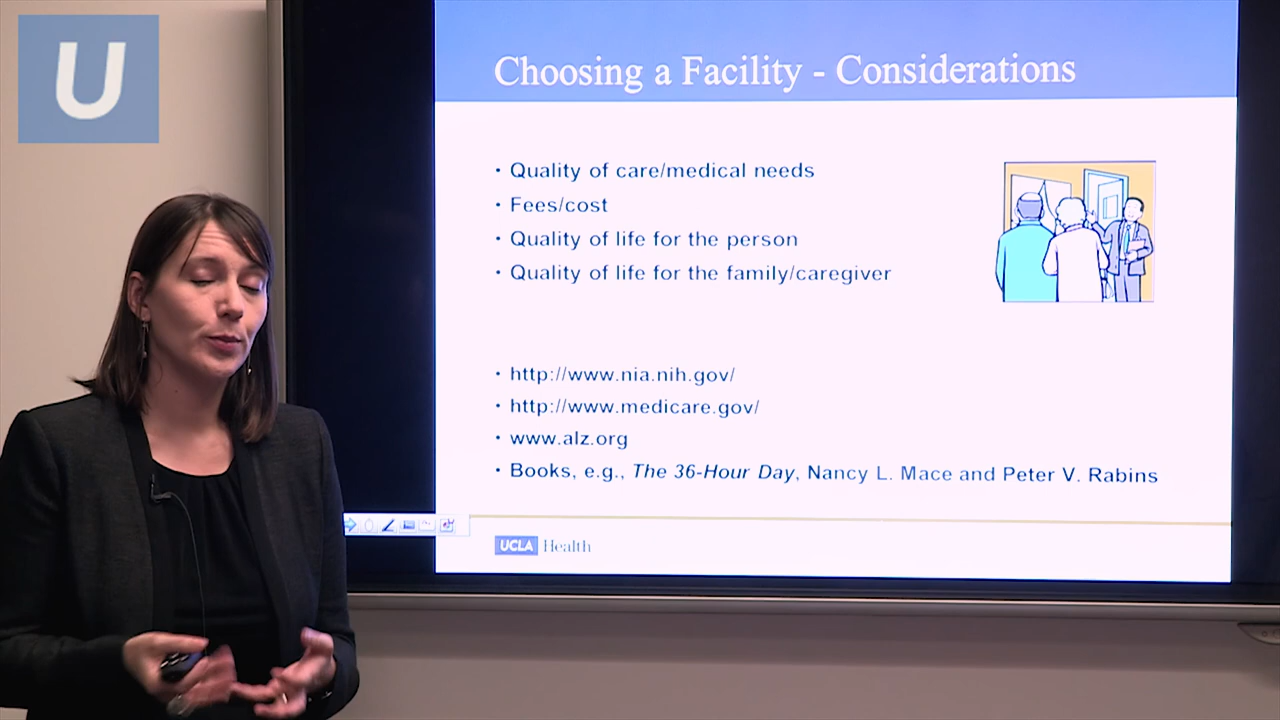 U
Choosing a Facility - Considerations
• Quality of care/medical needs
• Fees/cost
• Quality of life for the person
• Quality of life for the family/caregiver
• http://www.nia.nih.gov/
• http://www.medicare.gov/
• www.alz.org
• Books, e.g., The 36-Hour Day, Nancy L. Mace and Peter V. Rabins
UCLA Health